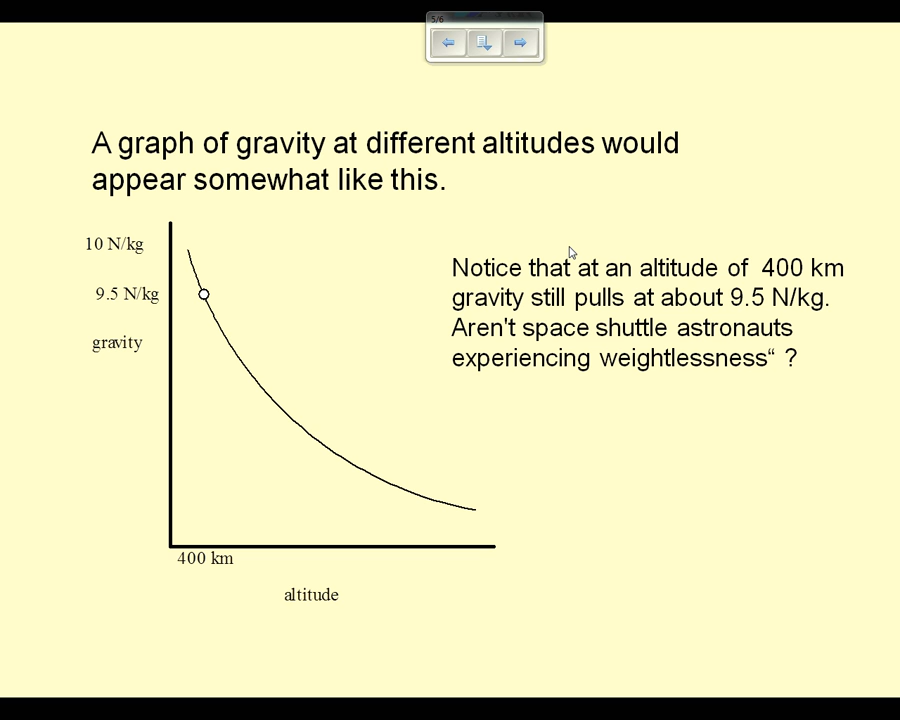 5/6
A graph of gravity at different altitudes would
appear somewhat like this.
10 N/kg
9.5 N/kg
gravity
Notice that at an altitude of 400 km
gravity still pulls at about 9.5 N/kg.
Aren't space shuttle astronauts
experiencing weightlessness“ ?
400 km
altitude